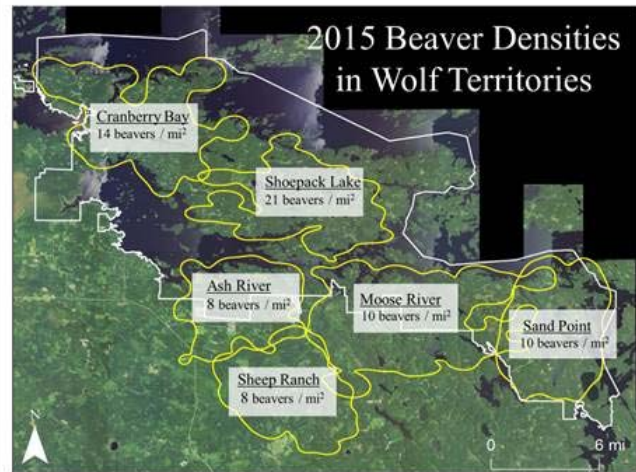 2015 Beaver Densities
in Wolf Territories
Cranberry Bay
14 beavers / mi²
Shoepack Lake
21 beavers / mi²
Ash River
8 beavers / mi²
Moose River
10 beavers / mi²
Sand Point
10 beavers / mi²
Sheep Ranch
8 beavers / mi²
N
0 6 mi